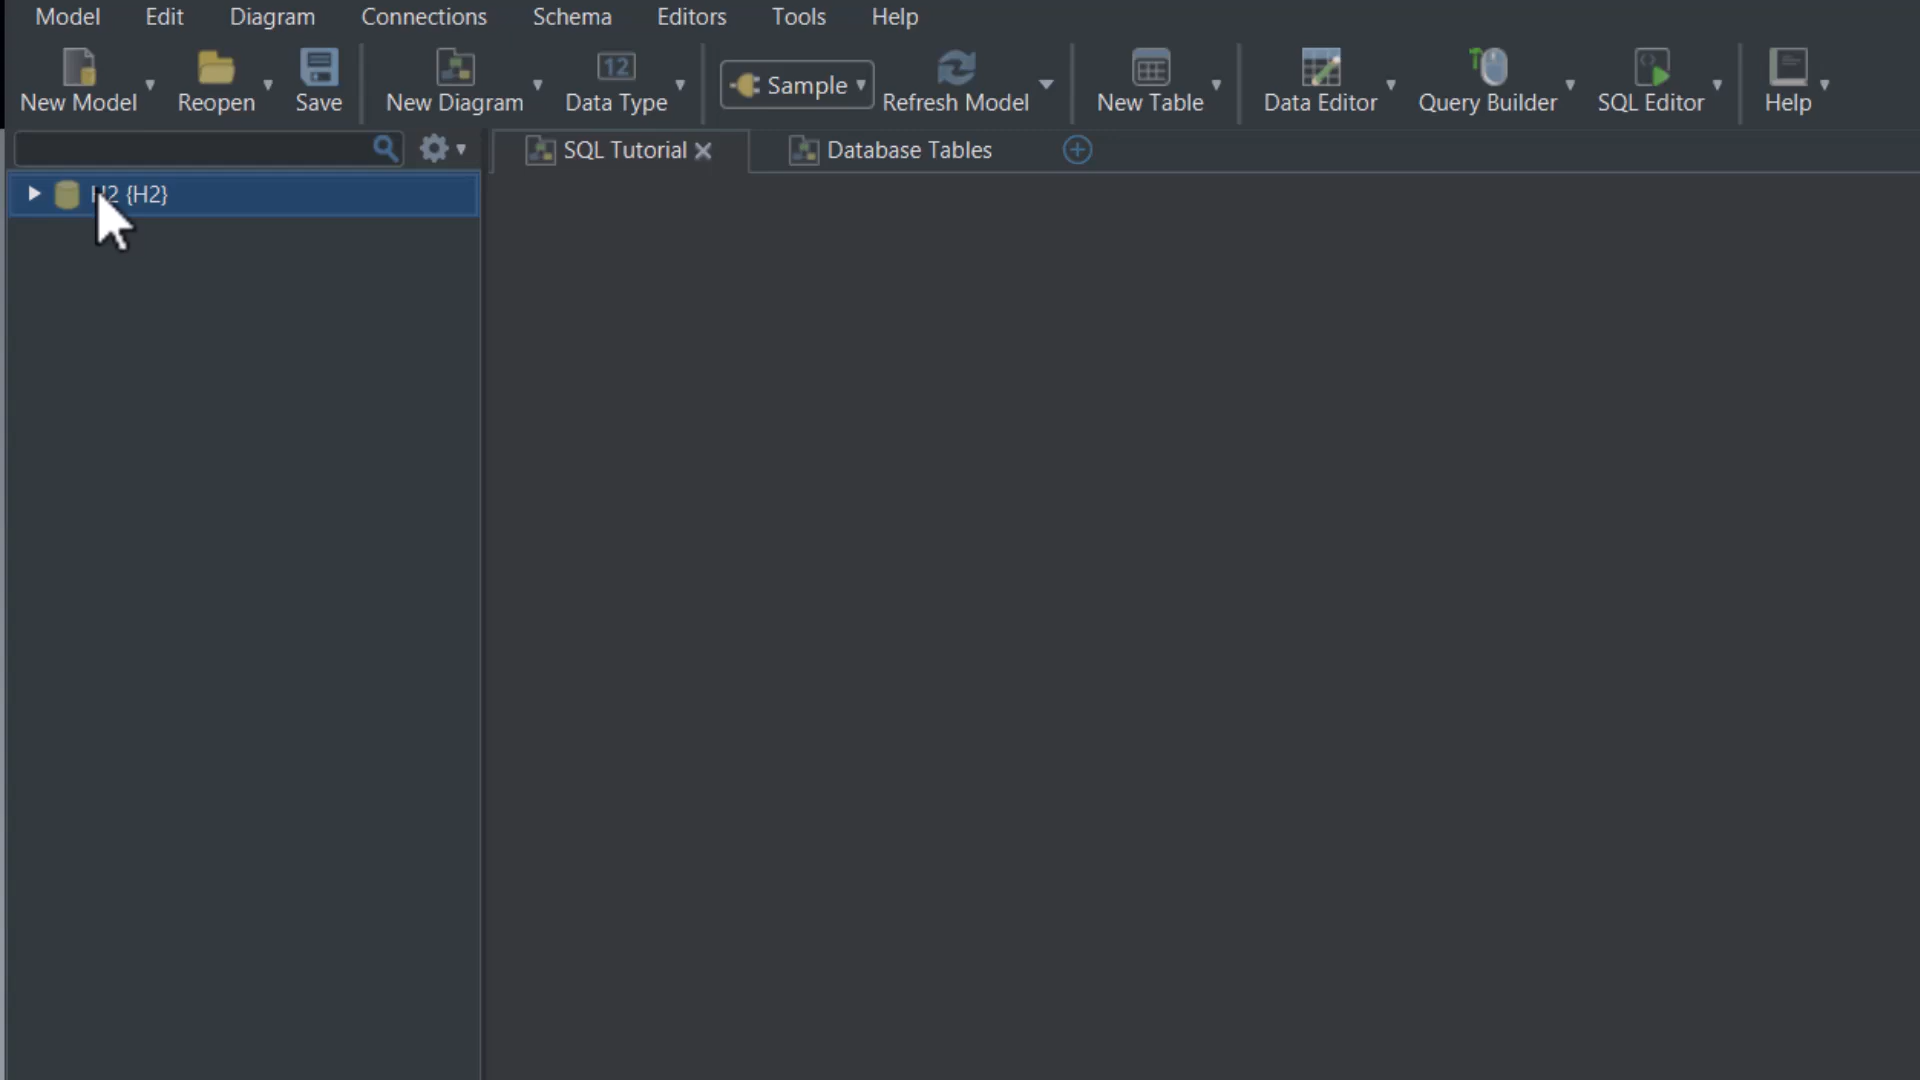 Model Edit Diagram Connections Schema Editors Tools Help
12
New Model Reopen Save New Diagram Data Type Sample Refresh Model New Table Data Editor Query Builder SQL Editor Help
SQL Tutorial Database Tables
H2 {H2}